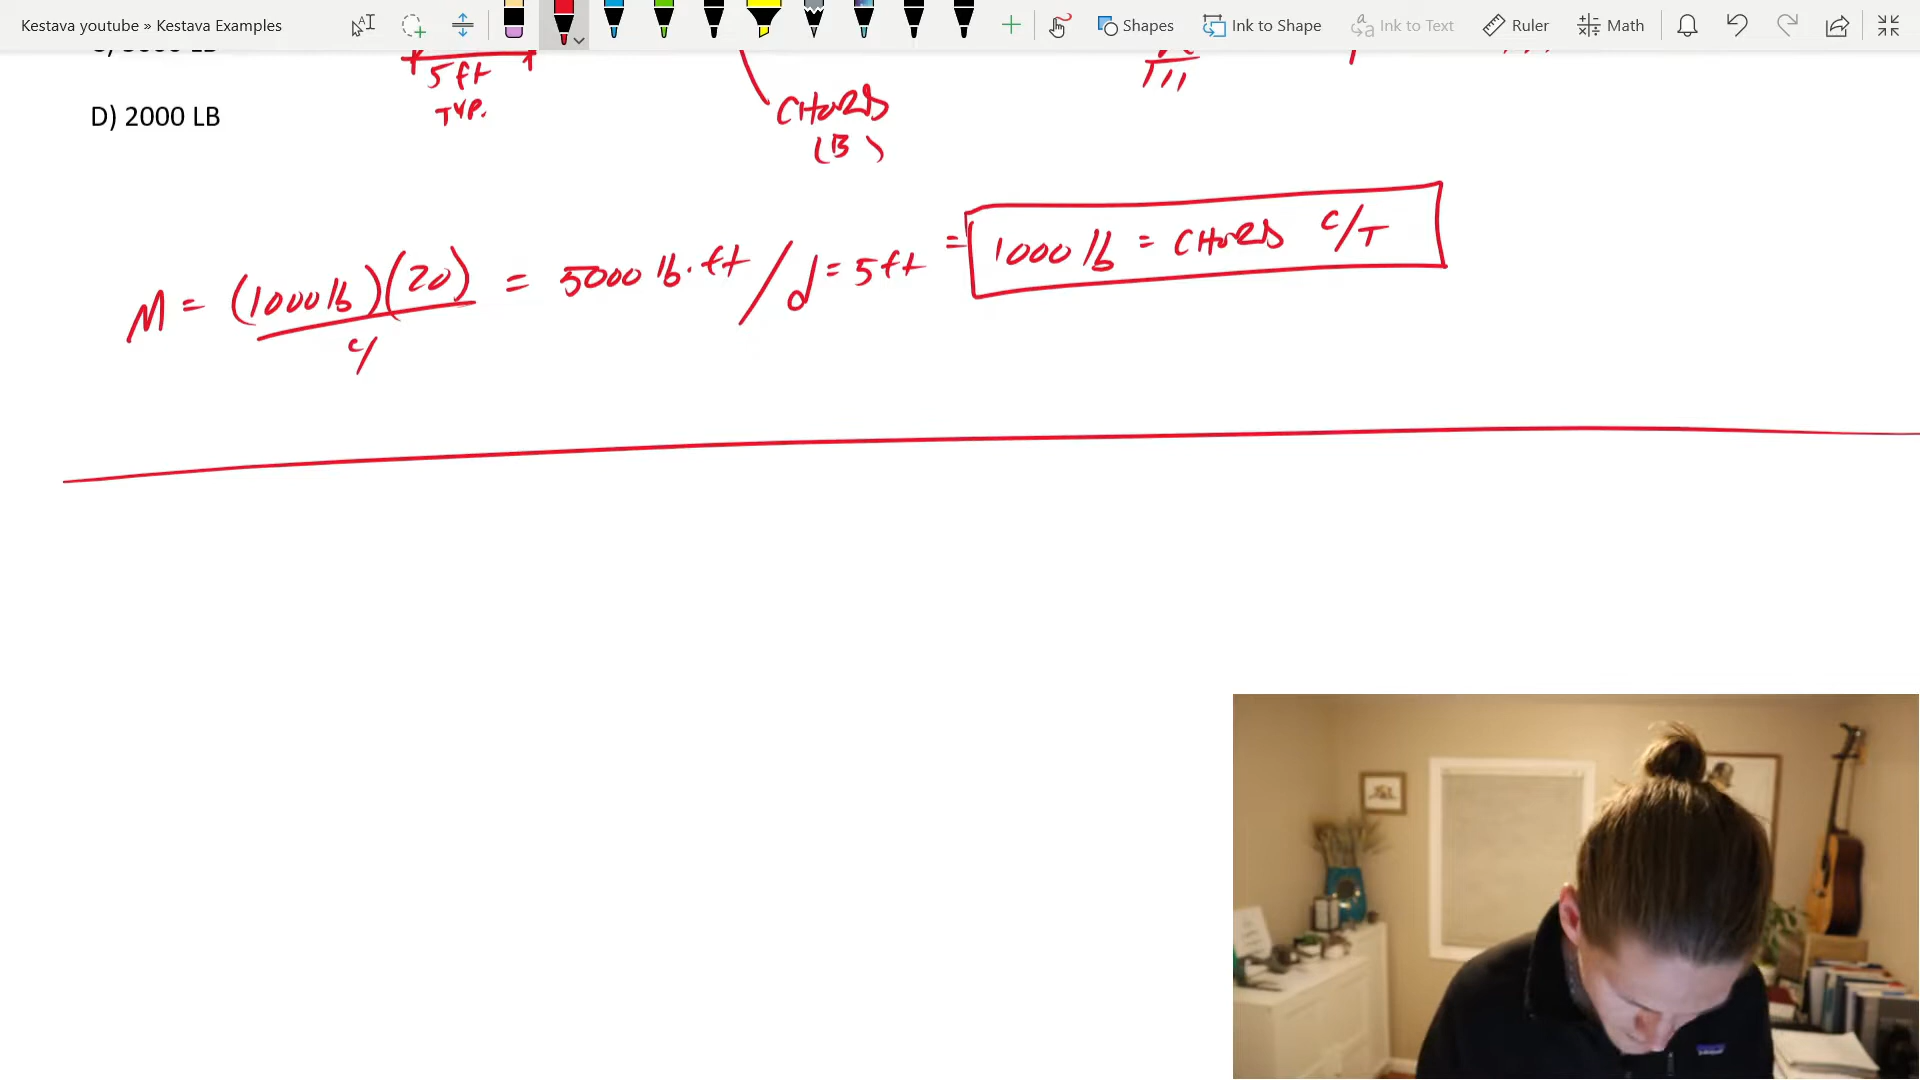 Kestava youtube » Kestava Examples
Shapes
Ink to Shape
Ink to Text
Ruler
Math
5 ft
TYP.
CHORDS
(B)
D) 2000 LB
M = (1000 lb)(20) / 4 = 5000 lb·ft / d = 5 ft = 1000 lb = CHORDS C/T